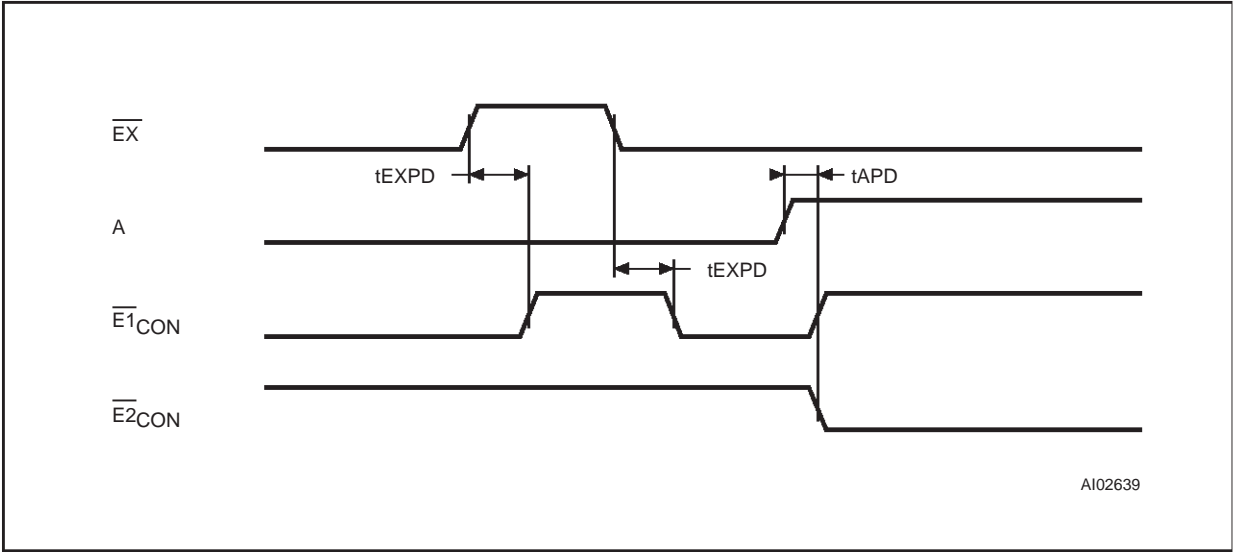 EX
tEXPD
tAPD
A
tEXPD
E1CON
E2CON
AI02639